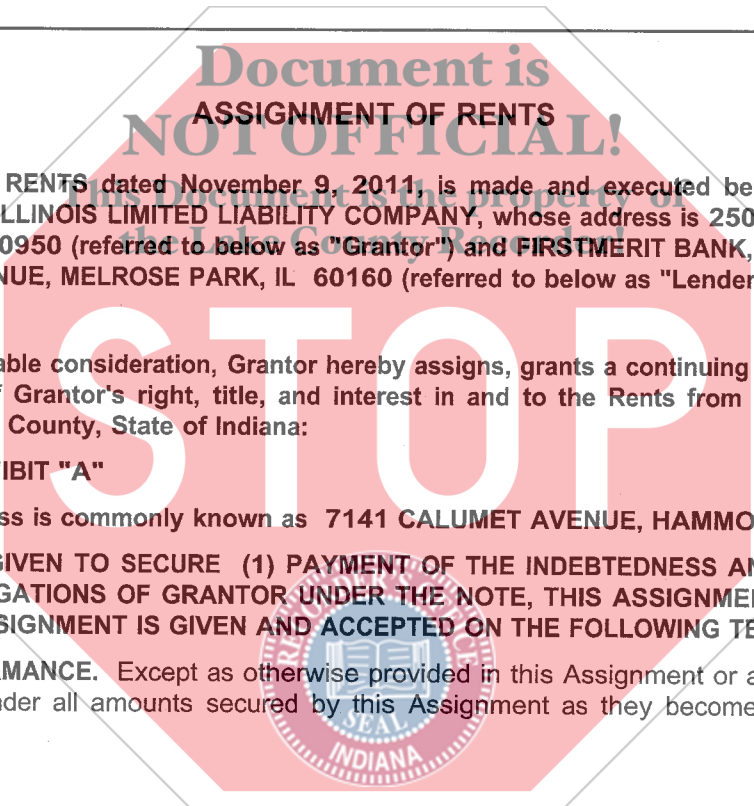 Document is
ASSIGNMENT OF RENTS
NOT OFFICIAL!
RENTS dated November 9, 2011, is made and executed be
This Document is the property of
LLINOIS LIMITED LIABILITY COMPANY, whose address is 250
the Lake County Recorder!
0950 (referred to below as "Grantor") and FIRSTMERIT BANK,
NUE, MELROSE PARK, IL 60160 (referred to below as "Lender
STOP
able consideration, Grantor hereby assigns, grants a continuing
f Grantor's right, title, and interest in and to the Rents from
County, State of Indiana:
IBIT "A"
ss is commonly known as 7141 CALUMET AVENUE, HAMMO
GIVEN TO SECURE (1) PAYMENT OF THE INDEBTEDNESS AN
GATIONS OF GRANTOR UNDER THE NOTE, THIS ASSIGNME
SIGNMENT IS GIVEN AND ACCEPTED ON THE FOLLOWING TE
RMANCE. Except as otherwise provided in this Assignment or a
nder all amounts secured by this Assignment as they become
RECORDER'S OFFICE
SEAL
INDIANA